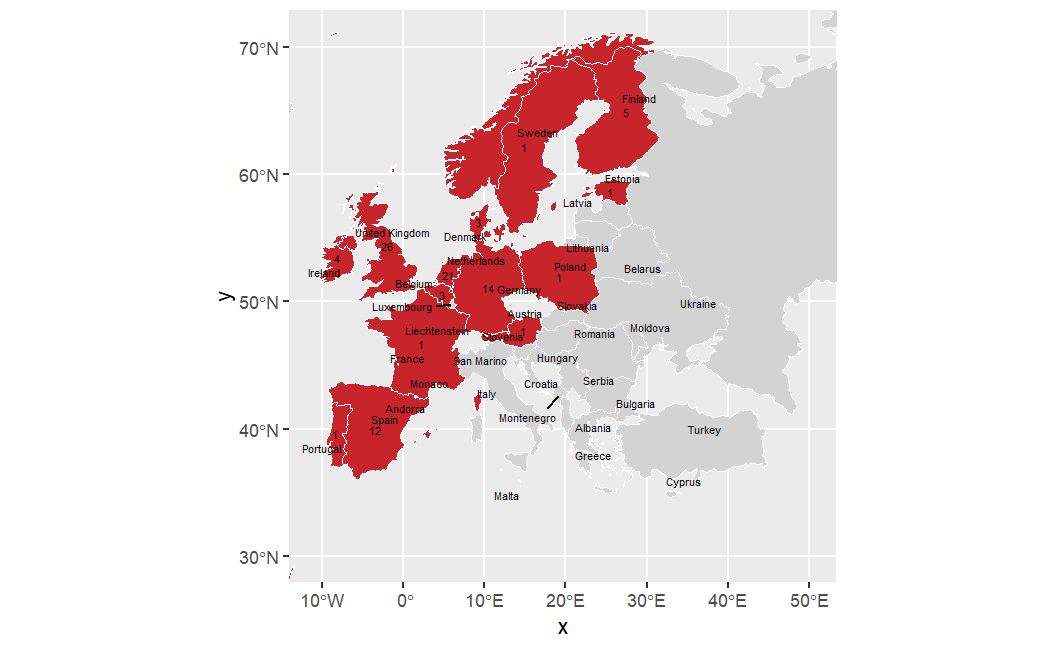 70°N
Finland
5
Sweden
1
60°N
Estonia
1
Latvia
3
United Kingdom
Denmark
26
Lithuania
4
Netherlands
Poland
Ireland
21
1
Belarus
Belgium
14 Germany
3
y
50°N
Luxembourg
Slovakia
Ukraine
Austria
Liechtenstein
1
Slovenia
Romania
Moldova
1
France
San Marino
Hungary
Monaco
Croatia
Serbia
Italy
Andorra
Bulgaria
Spain
Montenegro
12
40°N
1
Albania
Turkey
Portugal
Greece
Cyprus
Malta
30°N
10°W 0° 10°E 20°E 30°E 40°E 50°E
x